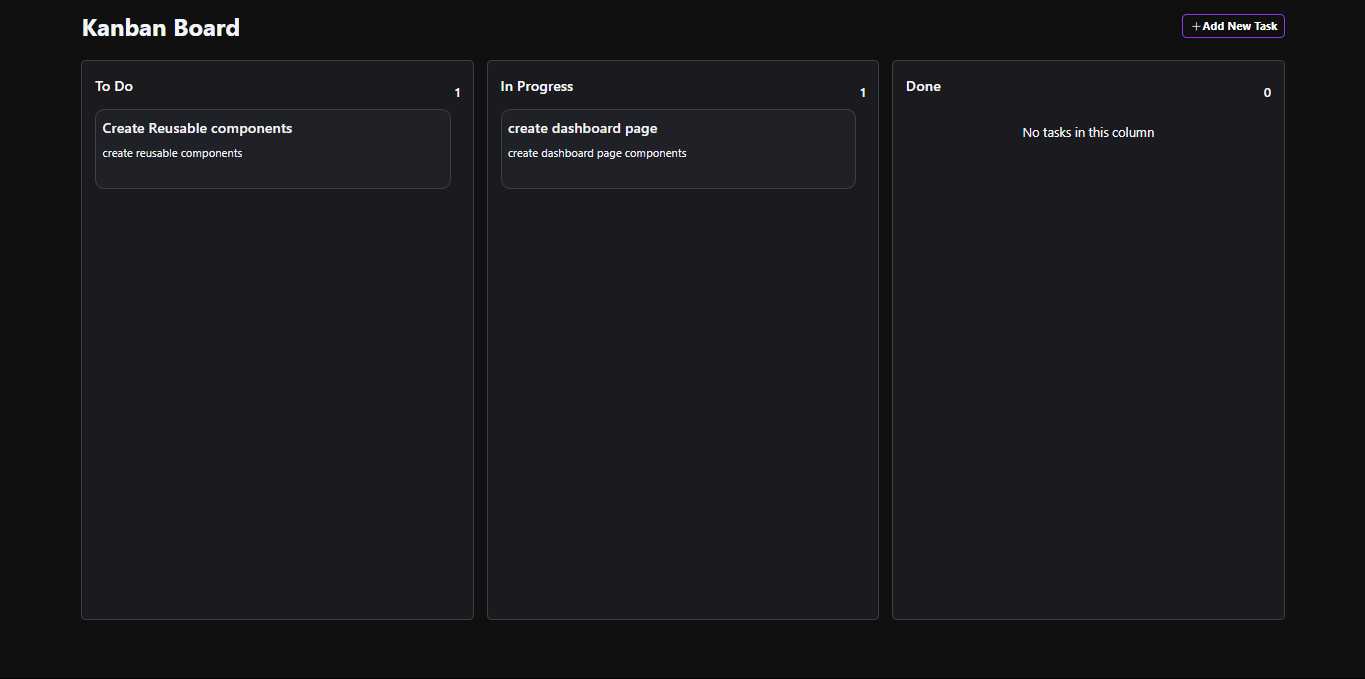 Kanban Board
+ Add New Task
To Do
1
Create Reusable components
create reusable components
In Progress
1
create dashboard page
create dashboard page components
Done
0
No tasks in this column